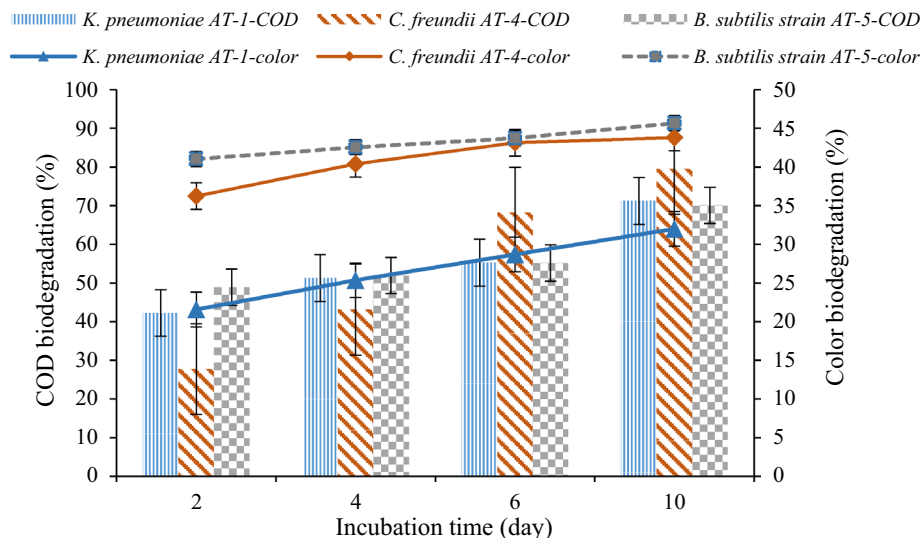 K. pneumoniae AT-1-COD C. freundii AT-4-COD B. subtilis strain AT-5-COD
K. pneumoniae AT-1-color C. freundii AT-4-color B. subtilis strain AT-5-color
100 50
90 45
80 40
70 35
60 30
50 25
40 20
30 15
20 10
10 5
0 0
COD biodegradation (%)
Color biodegradation (%)
2 4 6 10
Incubation time (day)